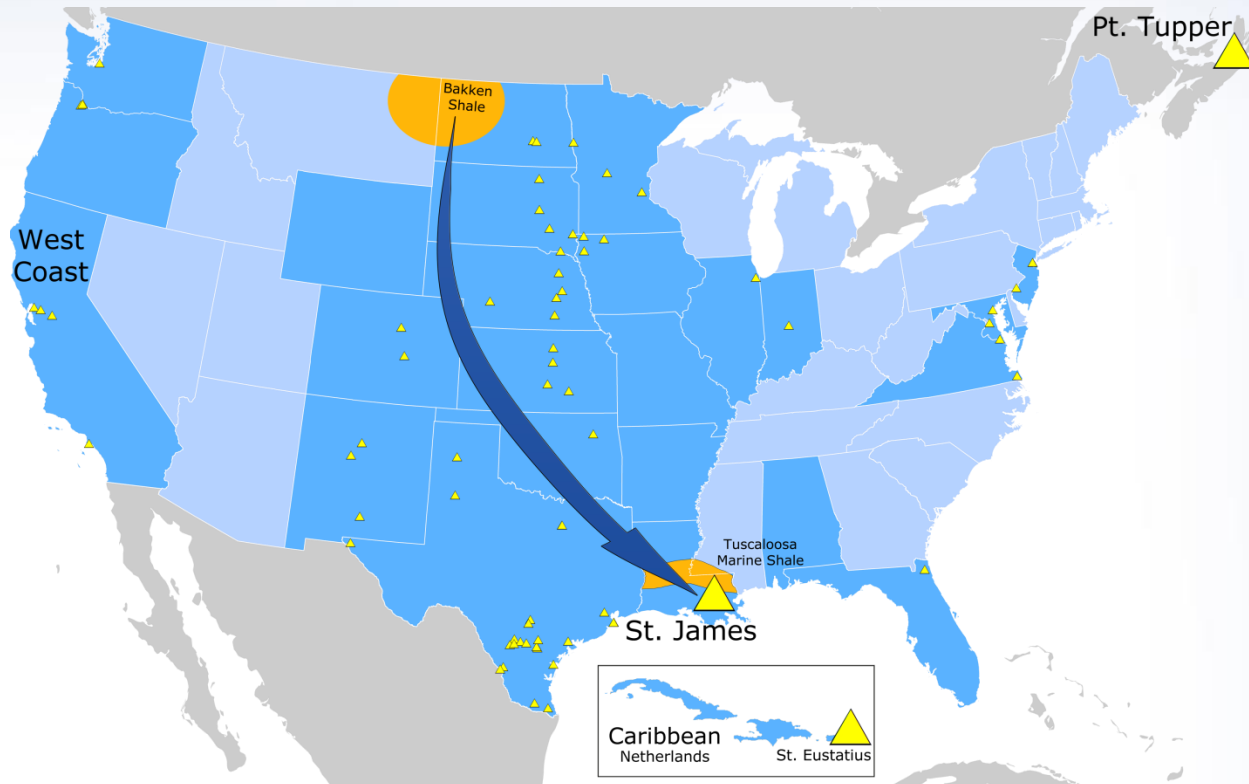 Pt. Tupper
Bakken
Shale
West
Coast
Tuscaloosa
Marine Shale
St. James
Caribbean
Netherlands
St. Eustatius